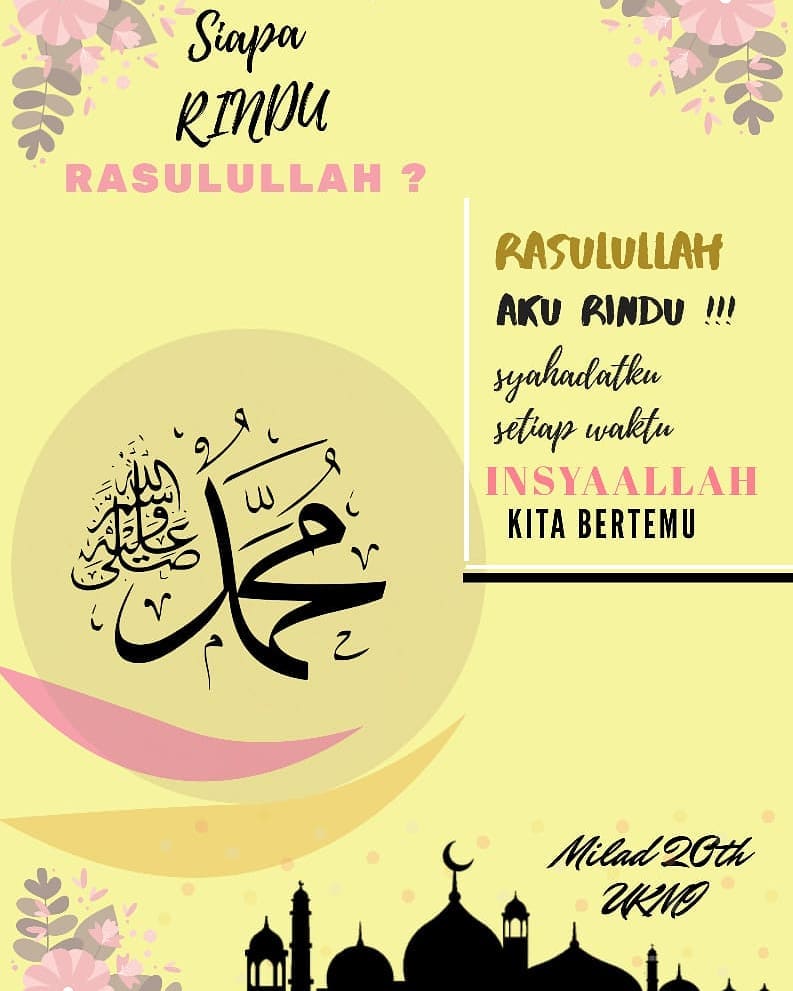 Siapa
RINDU
RASULULLAH ?
RASULULLAH
AKU RINDU !!!
syahadatku
setiap waktu
INSYAALLAH
KITA BERTEMU
محمد
صلى الله عليه وسلم
Milad 20th
UKMI